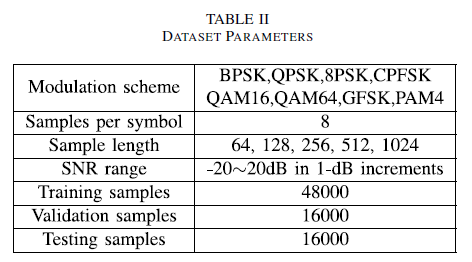 TABLE II
DATASET PARAMETERS
Modulation scheme
BPSK,QPSK,8PSK,CPFSK
QAM16,QAM64,GFSK,PAM4
Samples per symbol 8
Sample length 64, 128, 256, 512, 1024
SNR range -20∼20dB in 1-dB increments
Training samples 48000
Validation samples 16000
Testing samples 16000